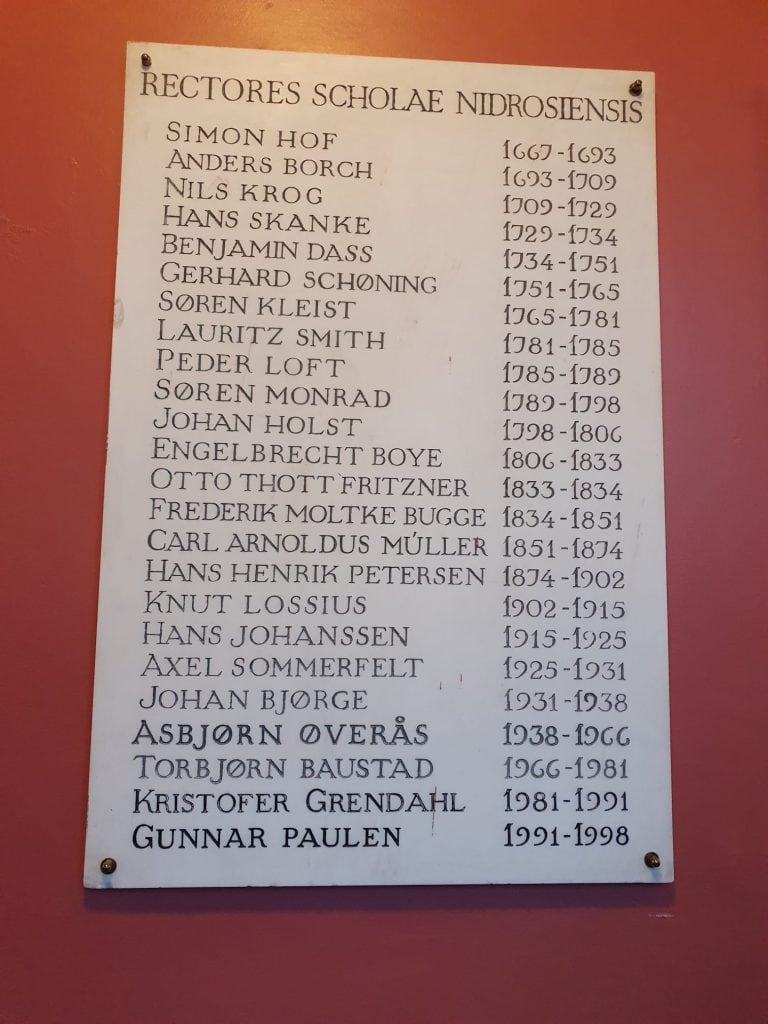 RECTORES SCHOLAE NIDROSIENSIS
SIMON HOF 1667-1693
ANDERS BORCH 1693-1709
NILS KROG 1709-1729
HANS SKANKE 1729-1734
BENJAMIN DASS 1734-1751
GERHARD SCHØNING 1751-1765
SØREN KLEIST 1765-1781
LAURITZ SMITH 1781-1785
PEDER LOFT 1785-1789
SØREN MONRAD 1789-1798
JOHAN HOLST 1798-1806
ENGELBRECHT BOYE 1806-1833
OTTO THOTT FRITZNER 1833-1834
FREDERIK MOLTKE BUGGE 1834-1851
CARL ARNOLDUS MÚLLER 1851-1874
HANS HENRIK PETERSEN 1874-1902
KNUT LOSSIUS 1902-1915
HANS JOHANSSEN 1915-1925
AXEL SOMMERFELT 1925-1931
JOHAN BJØRGE 1931-1938
ASBJØRN ØVERÅS 1938-1966
TORBJØRN BAUSTAD 1966-1981
KRISTOFER GRENDAHL 1981-1991
GUNNAR PAULEN 1991-1998